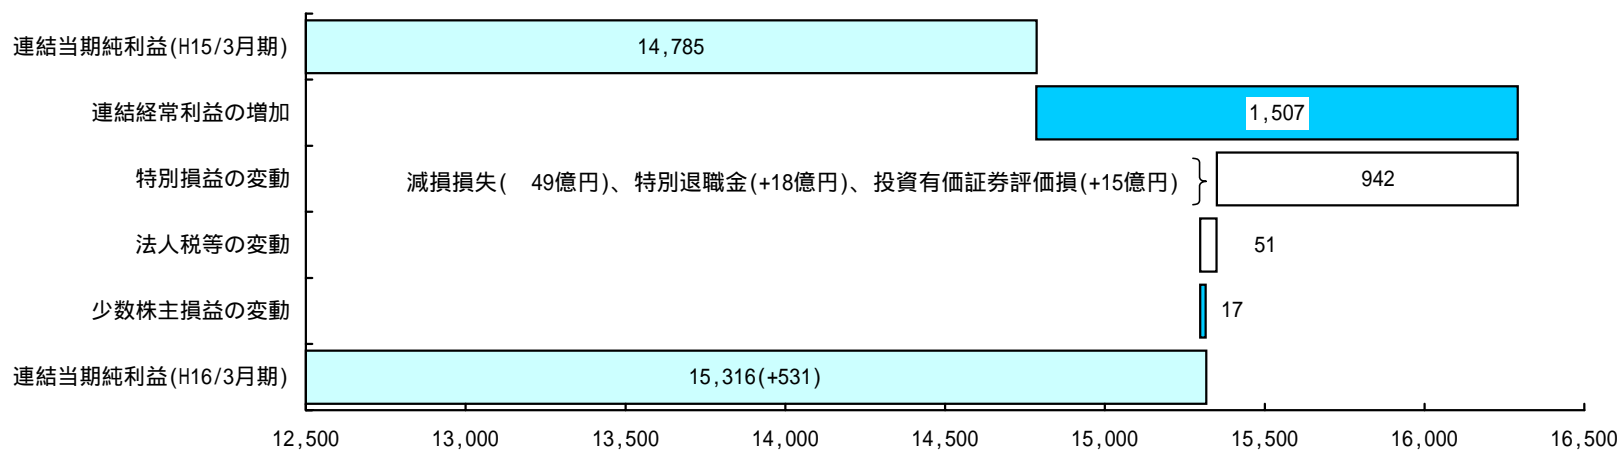 連結当期純利益(H15/3月期)
14,785
連結経常利益の増加
1,507
特別損益の変動
減損損失(　49億円)、特別退職金(+18億円)、投資有価証券評価損(+15億円)
942
法人税等の変動
51
少数株主損益の変動
17
連結当期純利益(H16/3月期)
15,316(+531)
12,500 13,000 13,500 14,000 14,500 15,000 15,500 16,000 16,500